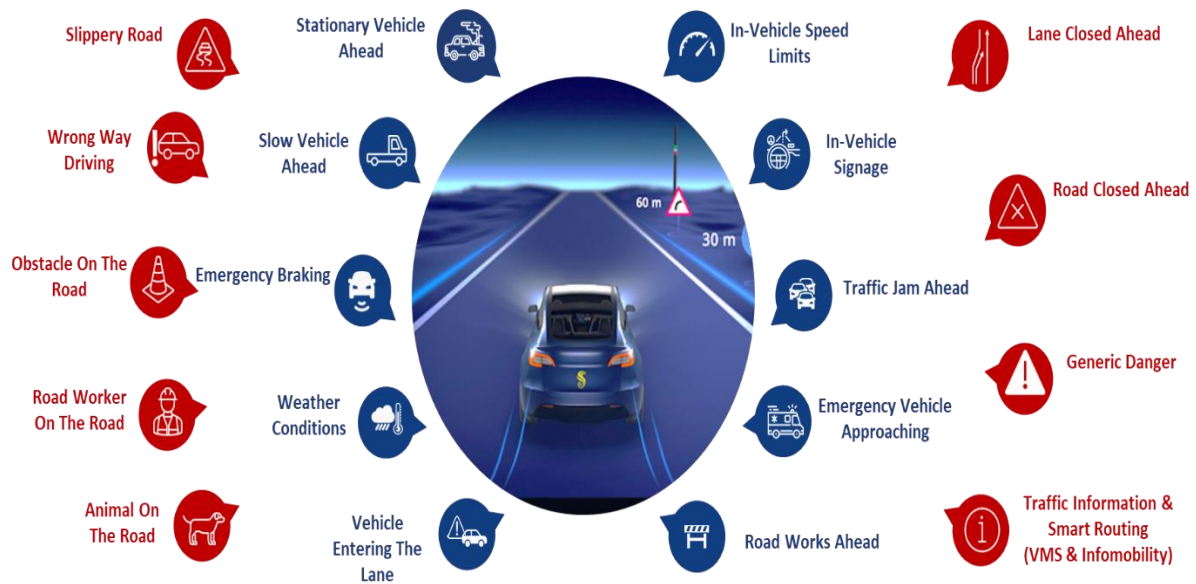 Slippery Road
Stationary Vehicle
Ahead
In-Vehicle Speed
Limits
Lane Closed Ahead
Wrong Way
Driving
Slow Vehicle
Ahead
In-Vehicle
Signage
Road Closed Ahead
60 m
30 m
Obstacle On The
Road
Emergency Braking
Traffic Jam Ahead
Generic Danger
Road Worker
On The Road
Weather
Conditions
Emergency Vehicle
Approaching
Animal On
The Road
Vehicle
Entering The
Lane
Road Works Ahead
Traffic Information &
Smart Routing
(VMS & Infomobility)